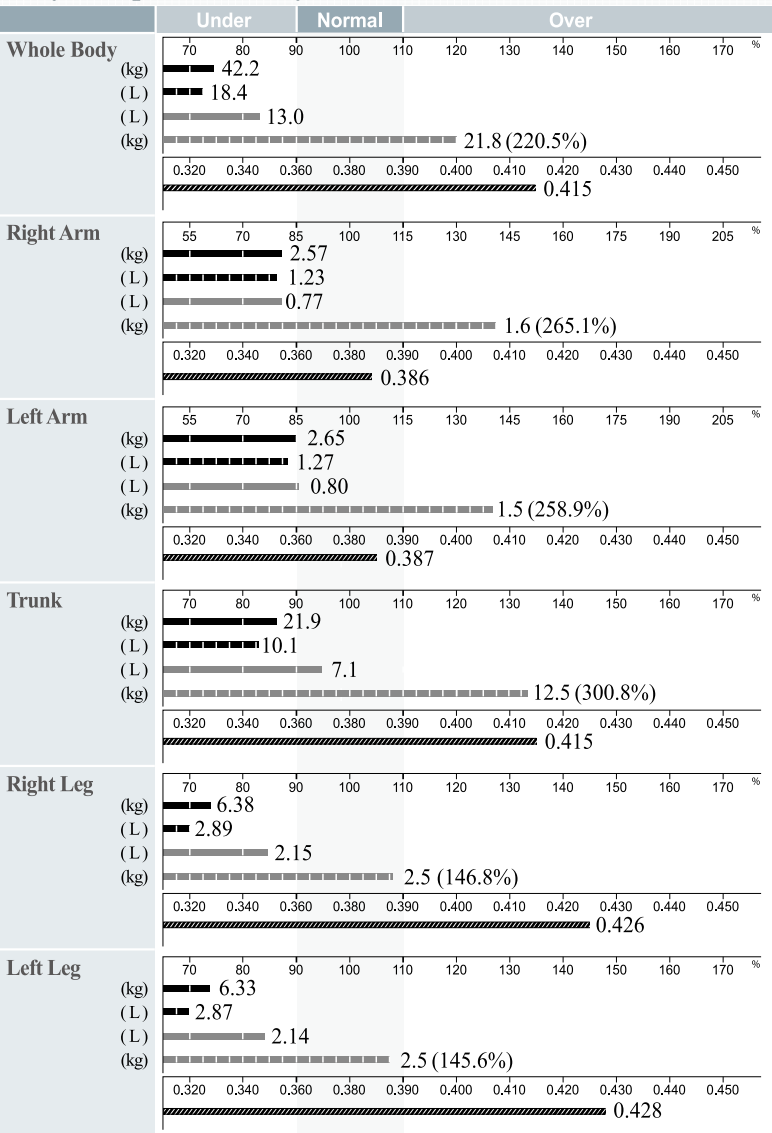 Under Normal Over
Whole Body
70 80 90 100 110 120 130 140 150 160 170 %
(kg) 42.2
(L) 18.4
(L) 13.0
(kg) 21.8 (220.5%)
0.320 0.340 0.360 0.380 0.390 0.400 0.410 0.420 0.430 0.440 0.450
0.415
Right Arm
55 70 85 100 115 130 145 160 175 190 205 %
(kg) 2.57
(L) 1.23
(L) 0.77
(kg) 1.6 (265.1%)
0.320 0.340 0.360 0.380 0.390 0.400 0.410 0.420 0.430 0.440 0.450
0.386
Left Arm
55 70 85 100 115 130 145 160 175 190 205 %
(kg) 2.65
(L) 1.27
(L) 0.80
(kg) 1.5 (258.9%)
0.320 0.340 0.360 0.380 0.390 0.400 0.410 0.420 0.430 0.440 0.450
0.387
Trunk
70 80 90 100 110 120 130 140 150 160 170 %
(kg) 21.9
(L) 10.1
(L) 7.1
(kg) 12.5 (300.8%)
0.320 0.340 0.360 0.380 0.390 0.400 0.410 0.420 0.430 0.440 0.450
0.415
Right Leg
70 80 90 100 110 120 130 140 150 160 170 %
(kg) 6.38
(L) 2.89
(L) 2.15
(kg) 2.5 (146.8%)
0.320 0.340 0.360 0.380 0.390 0.400 0.410 0.420 0.430 0.440 0.450
0.426
Left Leg
70 80 90 100 110 120 130 140 150 160 170 %
(kg) 6.33
(L) 2.87
(L) 2.14
(kg) 2.5 (145.6%)
0.320 0.340 0.360 0.380 0.390 0.400 0.410 0.420 0.430 0.440 0.450
0.428